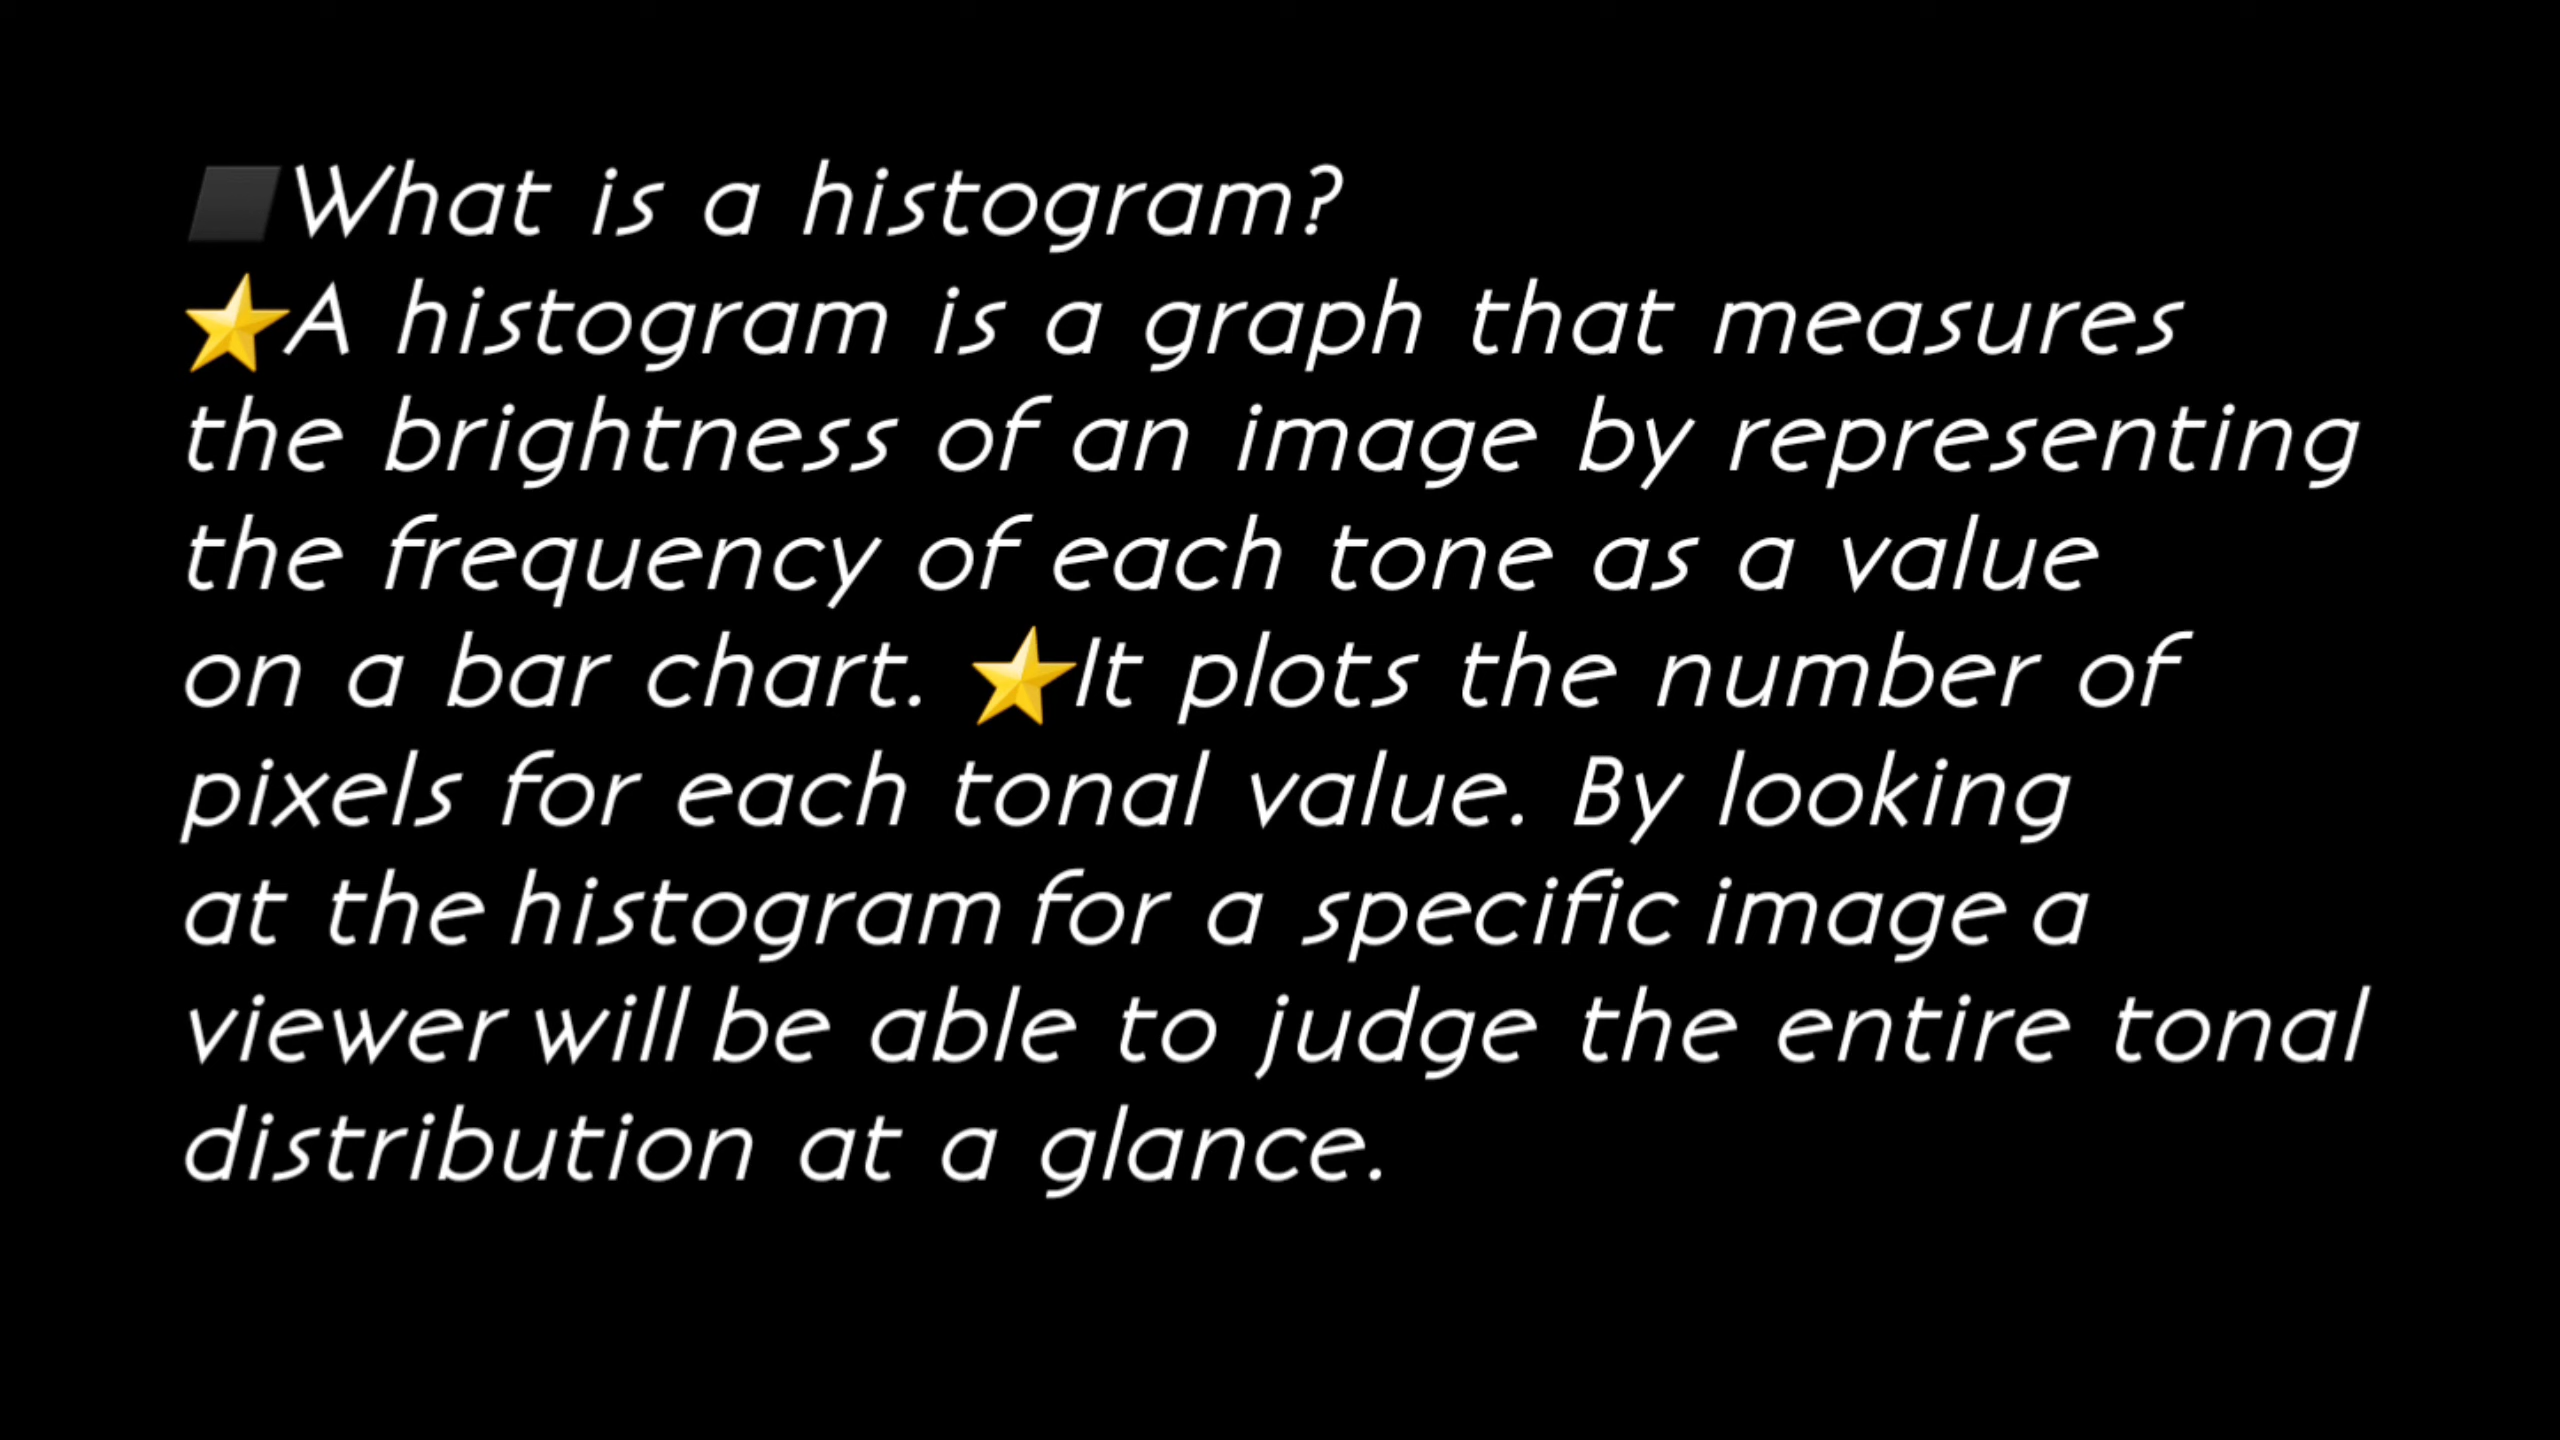 ◾What is a histogram?
⭐A histogram is a graph that measures
the brightness of an image by representing
the frequency of each tone as a value
on a bar chart. ⭐It plots the number of
pixels for each tonal value. By looking
at the histogram for a specific image a
viewer will be able to judge the entire tonal
distribution at a glance.